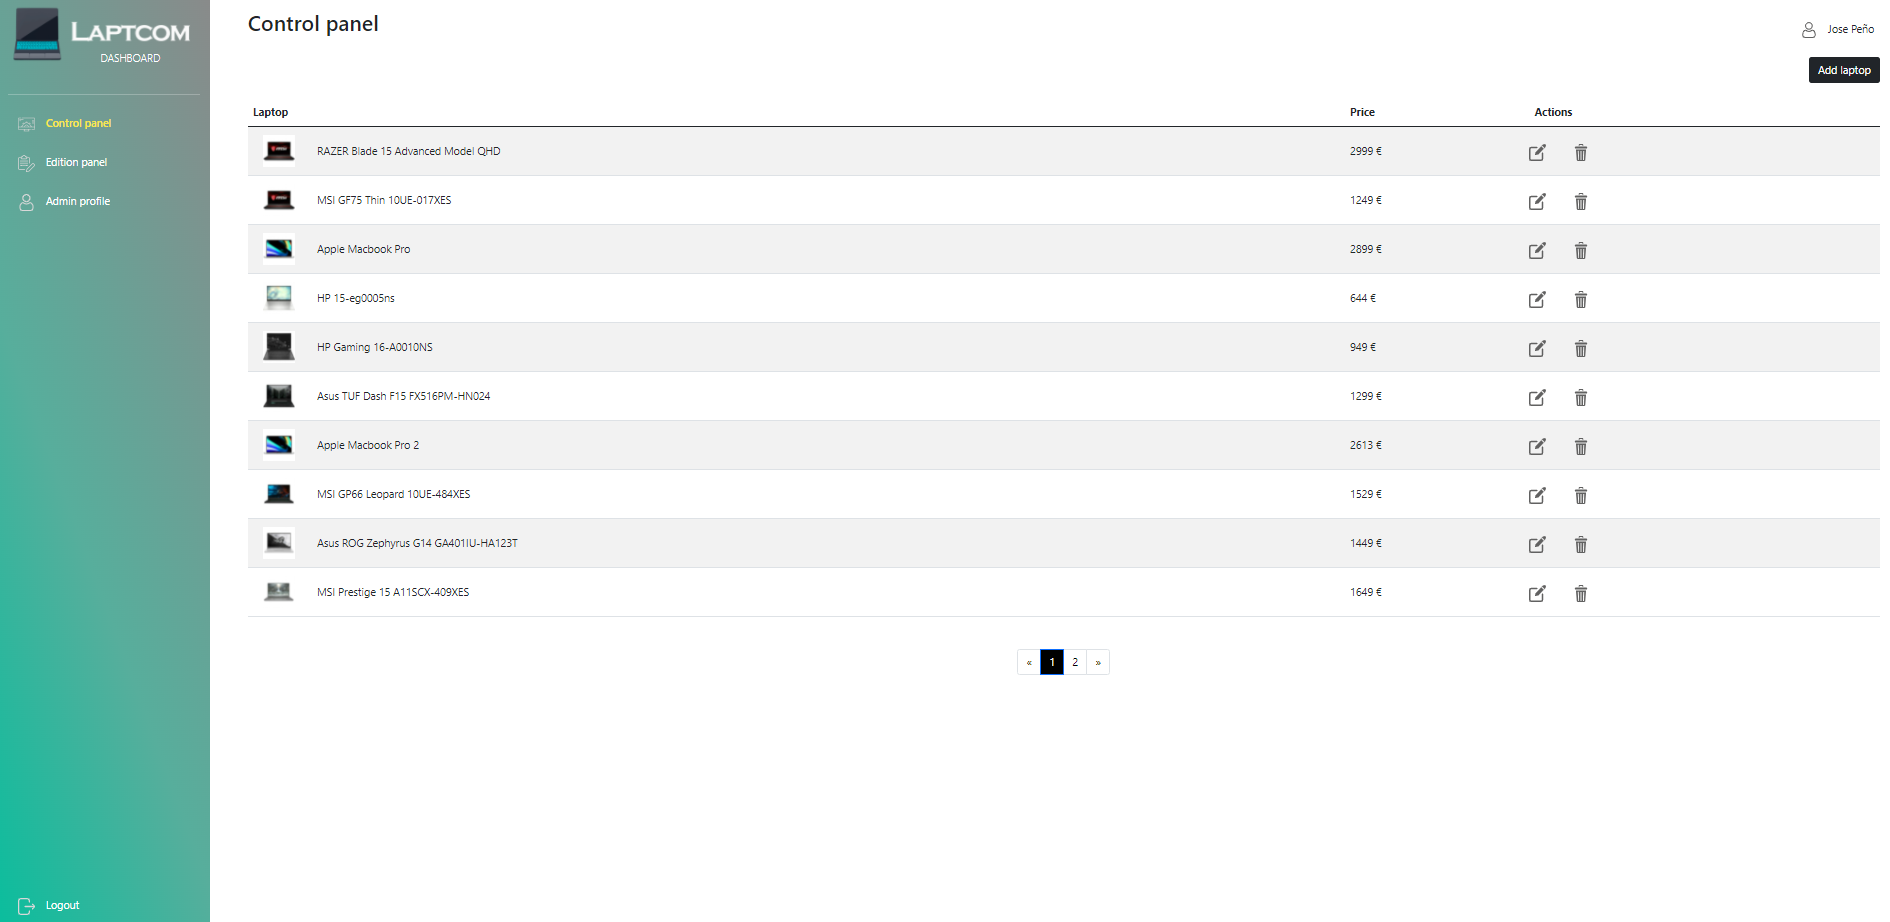 LAPTCOM
DASHBOARD
Control panel
Edition panel
Admin profile
Logout
Control panel
Jose Peño
Add laptop
Laptop Price Actions
RAZER Blade 15 Advanced Model QHD 2999 €
MSI GF75 Thin 10UE-017XES 1249 €
Apple Macbook Pro 2899 €
HP 15-eg0005ns 644 €
HP Gaming 16-A0010NS 949 €
Asus TUF Dash F15 FX516PM-HN024 1299 €
Apple Macbook Pro 2 2613 €
MSI GP66 Leopard 10UE-484XES 1529 €
Asus ROG Zephyrus G14 GA401IU-HA123T 1449 €
MSI Prestige 15 A11SCX-409XES 1649 €
« 1 2 »